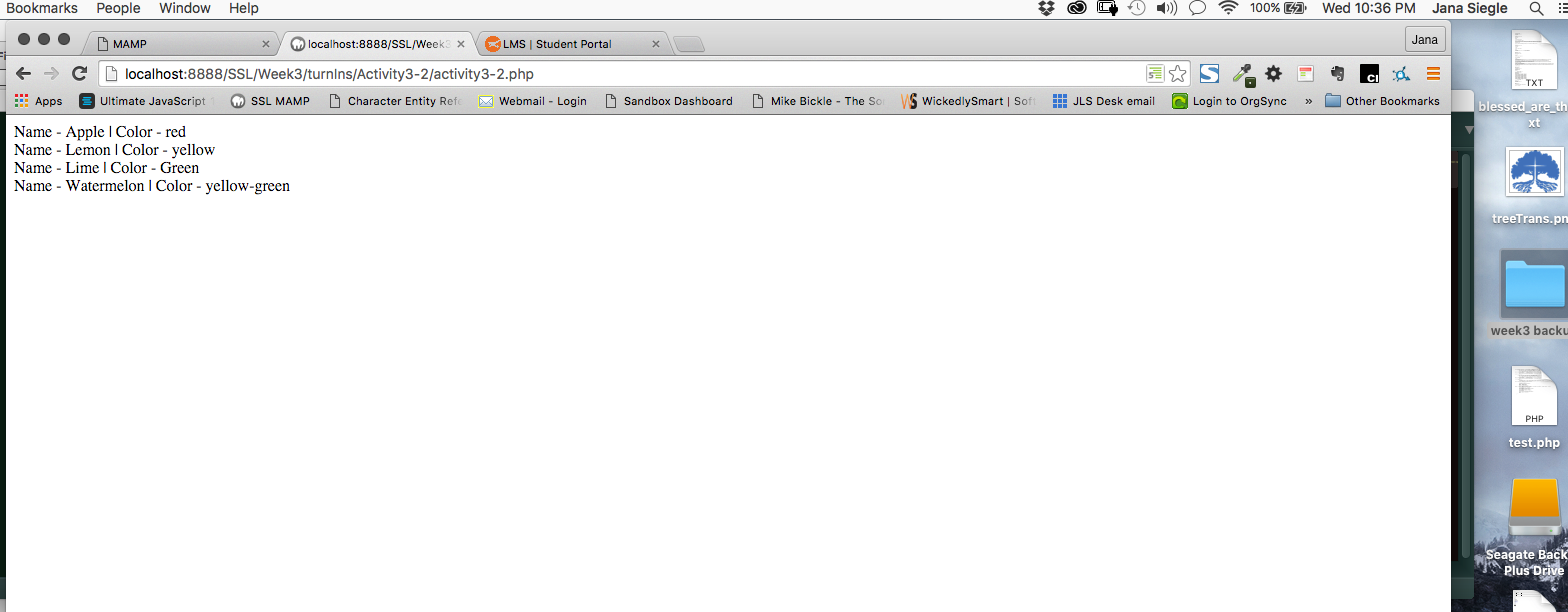 Bookmarks People Window Help 100% Wed 10:36 PM Jana Siegle
MAMP localhost:8888/SSL/Week3 LMS | Student Portal Jana
localhost:8888/SSL/Week3/turnIns/Activity3-2/activity3-2.php
Apps Ultimate JavaScript SSL MAMP Character Entity Refe Webmail - Login Sandbox Dashboard Mike Bickle - The So WickedlySmart | Soft JLS Desk email Login to OrgSync » Other Bookmarks
Name - Apple | Color - red
Name - Lemon | Color - yellow
Name - Lime | Color - Green
Name - Watermelon | Color - yellow-green
TXT
blessed_are_th
xt
treeTrans.pn
week3 backu
PHP
test.php
Seagate Back
Plus Drive